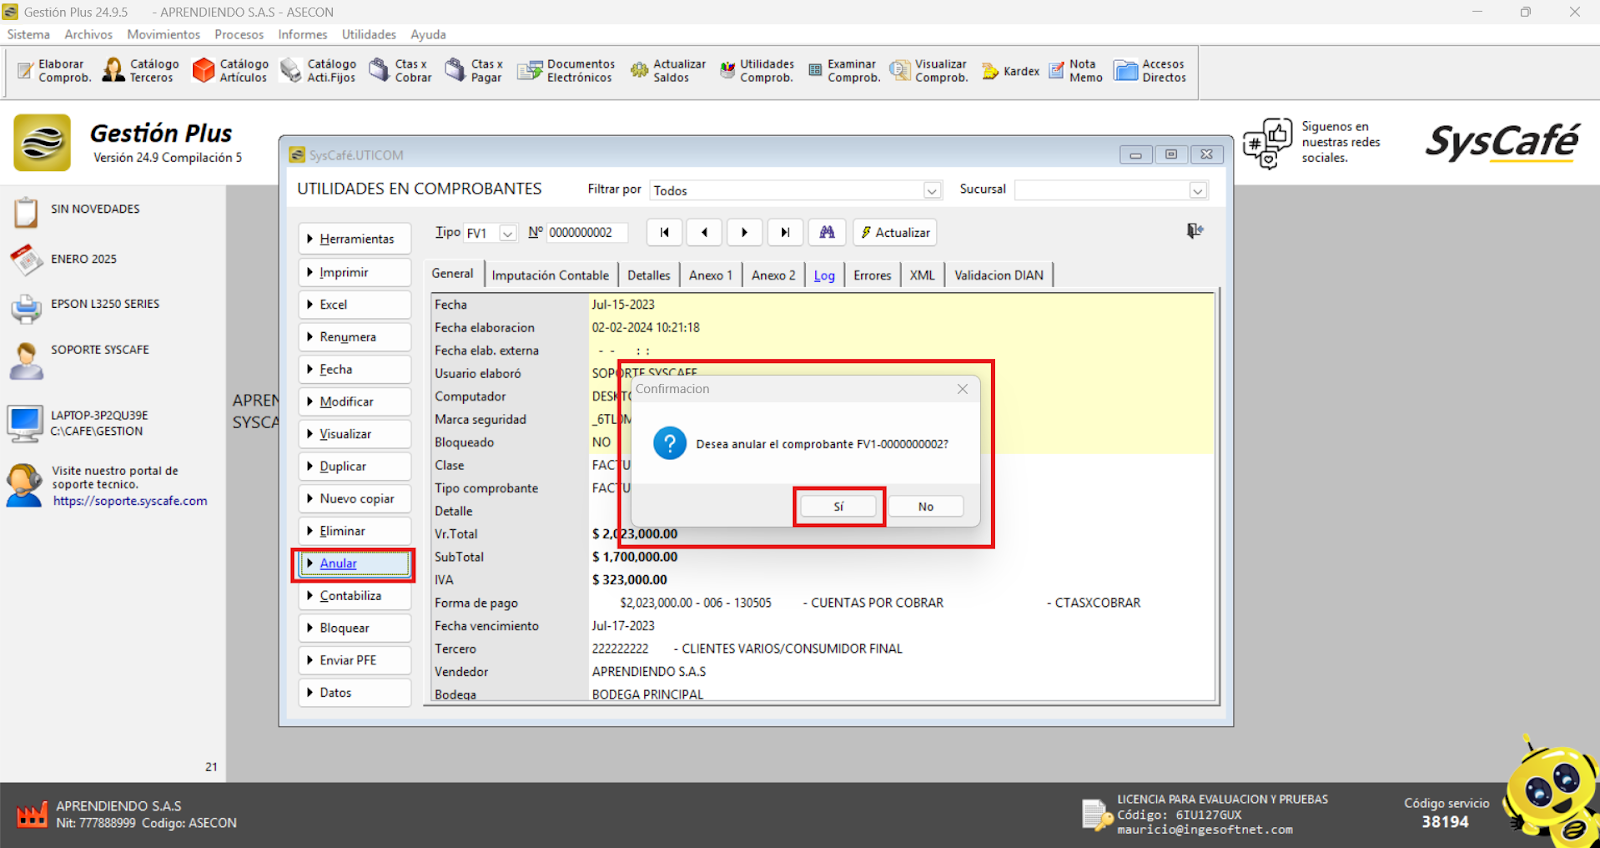 Gestión Plus 24.9.5 - APRENDIENDO S.A.S - ASECON
Sistema Archivos Movimientos Procesos Informes Utilidades Ayuda
Elaborar Comprob.
Catálogo Terceros
Catálogo Artículos
Catálogo Acti.Fijos
Ctas x Cobrar
Ctas x Pagar
Documentos Electrónicos
Actualizar Saldos
Utilidades Comprob.
Examinar Comprob.
Visualizar Comprob.
Kardex
Nota Memo
Accesos Directos
Gestión Plus
Versión 24.9 Compilación 5
Siguenos en
nuestras redes
sociales.
SysCafé
SIN NOVEDADES
ENERO 2025
EPSON L3250 SERIES
SOPORTE SYSCAFE
LAPTOP-3P2QU39E
C:\CAFE\GESTION
Visite nuestro portal de
soporte tecnico.
https://soporte.syscafe.com
21
APREN
SYSCA
SysCafé.UTICOM
UTILIDADES EN COMPROBANTES Filtrar por Todos Sucursal
Tipo FV1 Nº 0000000002 Actualizar
Herramientas
Imprimir
Excel
Renumera
Fecha
Modificar
Visualizar
Duplicar
Nuevo copiar
Eliminar
Anular
Contabiliza
Bloquear
Enviar PFE
Datos
General Imputación Contable Detalles Anexo 1 Anexo 2 Log Errores XML Validacion DIAN
Fecha Jul-15-2023
Fecha elaboracion 02-02-2024 10:21:18
Fecha elab. externa - - : :
Usuario elaboró SOPORTE SYSCAFE
Computador DESKTO
Marca seguridad _6TL0M
Bloqueado NO
Clase FACTU
Tipo comprobante FACTU
Detalle
Vr.Total $ 2,023,000.00
SubTotal $ 1,700,000.00
IVA $ 323,000.00
Forma de pago $2,023,000.00 - 006 - 130505 - CUENTAS POR COBRAR - CTASXCOBRAR
Fecha vencimiento Jul-17-2023
Tercero 222222222 - CLIENTES VARIOS/CONSUMIDOR FINAL
Vendedor APRENDIENDO S.A.S
Bodega BODEGA PRINCIPAL
Confirmacion
Desea anular el comprobante FV1-0000000002?
Sí No
APRENDIENDO S.A.S
Nit: 777888999 Codigo: ASECON
LICENCIA PARA EVALUACION Y PRUEBAS
Código: 6IU127GUX
mauricio@ingesoftnet.com
Código servicio
38194